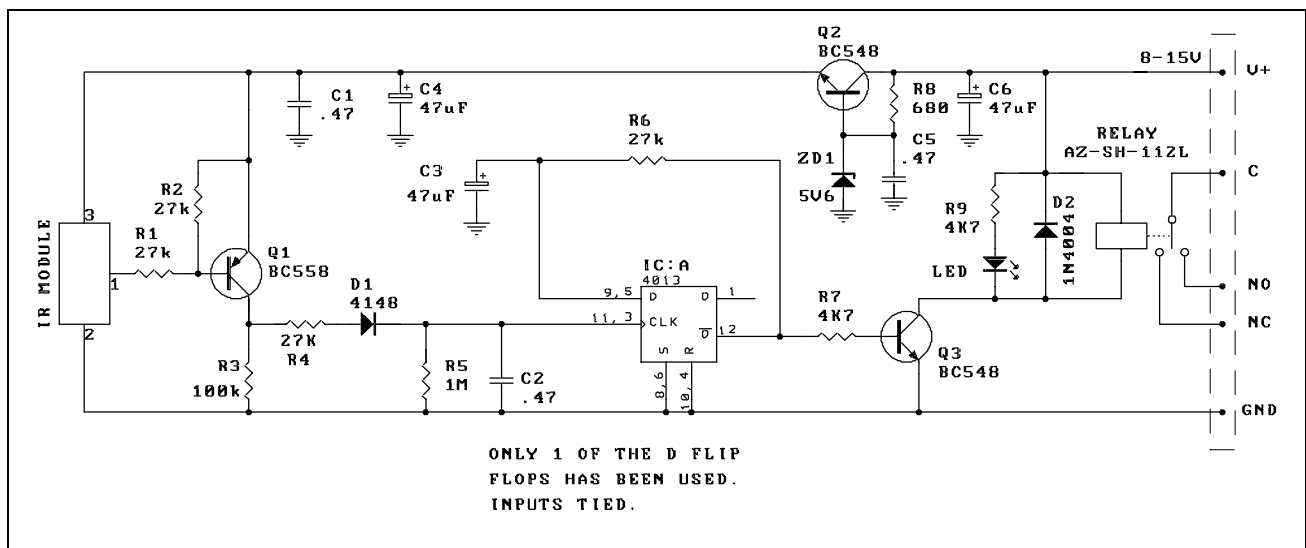 Q2
BC548
8-15V
V+
C1
.47
C4
47uF
R8
680
C6
47uF
R6
27k
RELAY
AZ-SH-112L
C3
47uF
ZD1
5V6
C5
.47
C
R2
27k
R9
4K7
D2
1N4004
IR MODULE
3
1
2
R1
27k
Q1
BC558
LED
NO
NC
D1
4148
IC:A
4013
9,5
D
11,3
CLK
S
R
8,6
10,4
1
12
R7
4K7
Q3
BC548
27K
R4
R3
100k
R5
1M
C2
.47
GND
ONLY 1 OF THE D FLIP
FLOPS HAS BEEN USED.
INPUTS TIED.